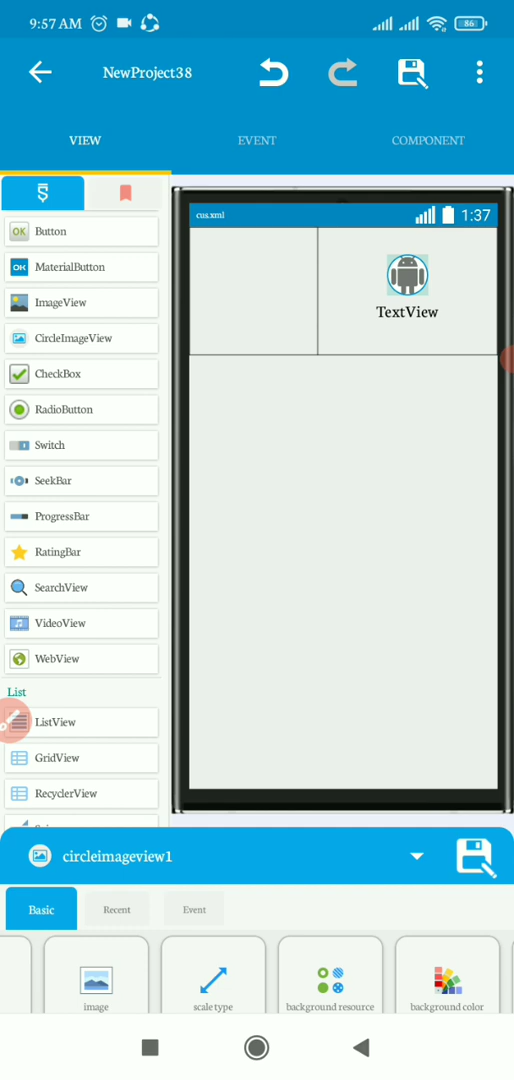 9:57 AM
86
NewProject38
VIEW
EVENT
COMPONENT
cus.xml
1:37
Button
OK
MaterialButton
OK
ImageView
CircleImageView
CheckBox
RadioButton
Switch
SeekBar
ProgressBar
RatingBar
SearchView
VideoView
WebView
List
ListView
GridView
RecyclerView
TextView
circleimageview1
Basic
Recent
Event
image
scale type
background resource
background color